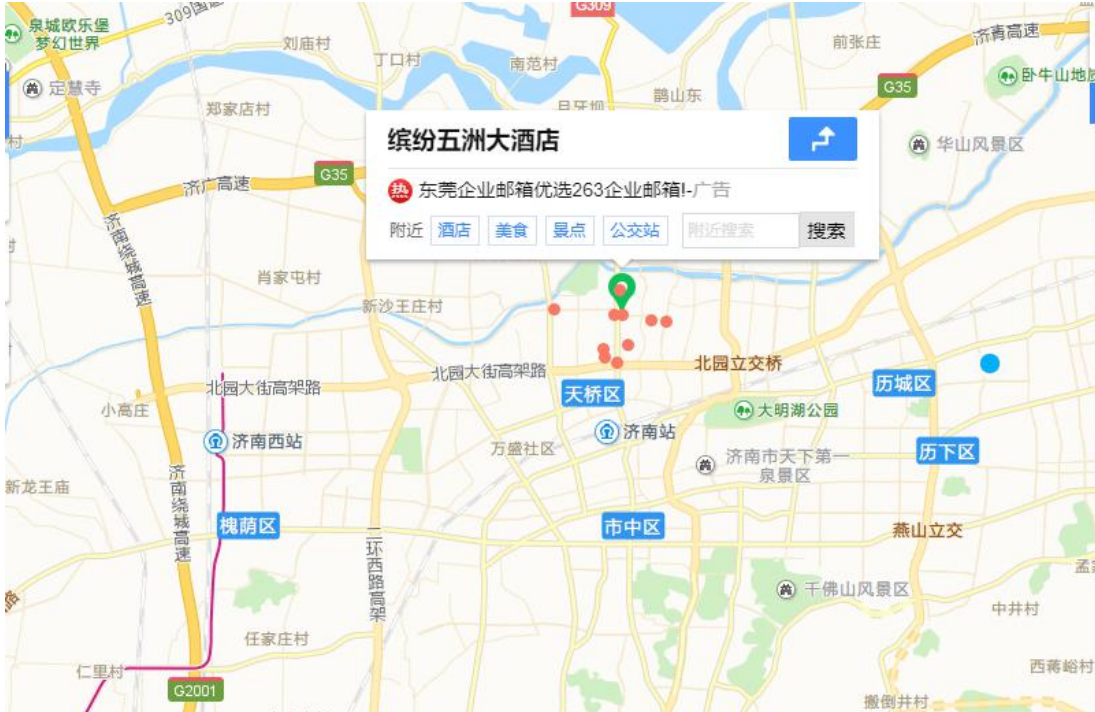 G309
309国
泉城欧乐堡
梦幻世界
刘庙村
前张庄
济青高速
丁口村
南范村
卧牛山地
定慧寺
G35
郑家店村
鹊山东
缤纷五洲大酒店
华山风景区
村
G35
济广高速
热 东莞企业邮箱优选263企业邮箱!-广告
附近 酒店 美食 景点 公交站 附近搜索 搜索
济南绕城高速
肖家屯村
新沙王庄村
北园立交桥
北园大街高架路
北园大街高架路
天桥区
历城区
小高庄
大明湖公园
济南西站
济南站
万盛社区
历下区
济南市天下第一
泉景区
济南绕城高速
新龙王庙
槐荫区
市中区
燕山立交
二环西路高架
千佛山风景区
中井村
任家庄村
仁里村
西蒋峪村
G2001
搬倒井村